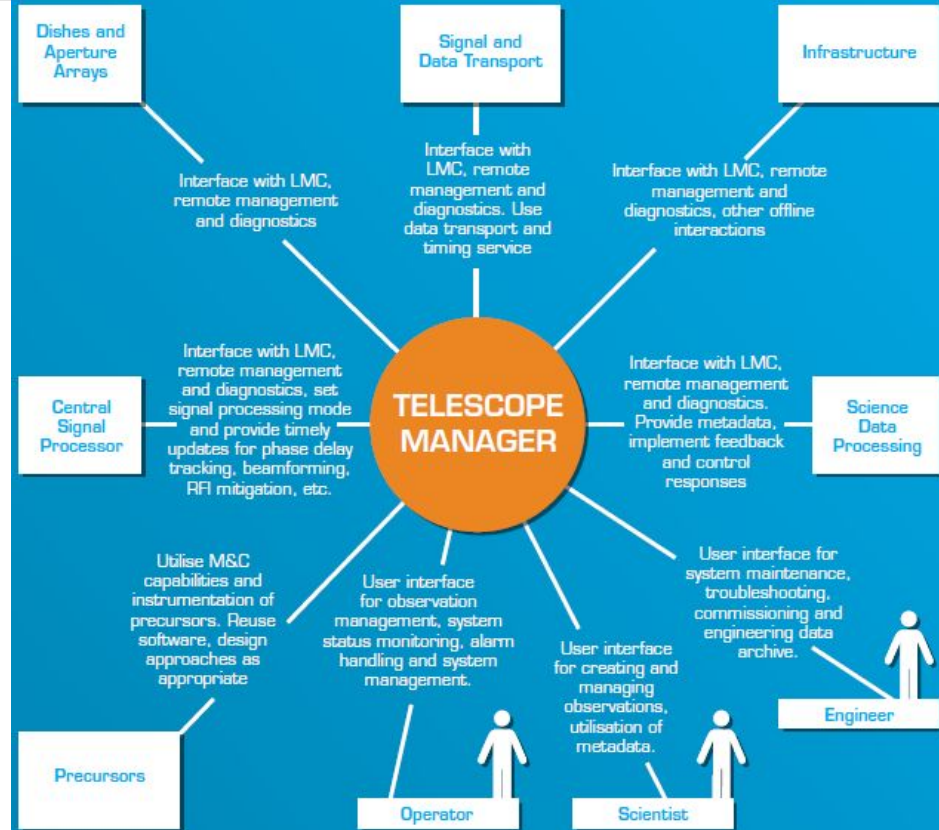 Dishes and
Aperture
Arrays
Signal and
Data Transport
Infrastructure
Interface with LMC,
remote management
and diagnostics
Interface with
LMC, remote
management and
diagnostics. Use
data transport and
timing service
Interface with LMC, remote
management and
diagnostics, other offline
interactions
Central
Signal
Processor
Interface with LMC,
remote management
and diagnostics, set
signal processing mode
and provide timely
updates for phase delay
tracking, beamforming,
RFI mitigation, etc.
TELESCOPE
MANAGER
Interface with LMC,
remote management
and diagnostics.
Provide metadata,
implement feedback
and control
responses
Science
Data
Processing
Utilise M&C
capabilities and
instrumentation of
precursors. Reuse
software, design
approaches as
appropriate
User interface
for observation
management, system
status monitoring, alarm
handling and system
management.
User interface
for creating and
managing
observations,
utilisation of
metadata.
User interface for
system maintenance,
troubleshooting,
commissioning and
engineering data
archive.
Precursors
Operator
Scientist
Engineer